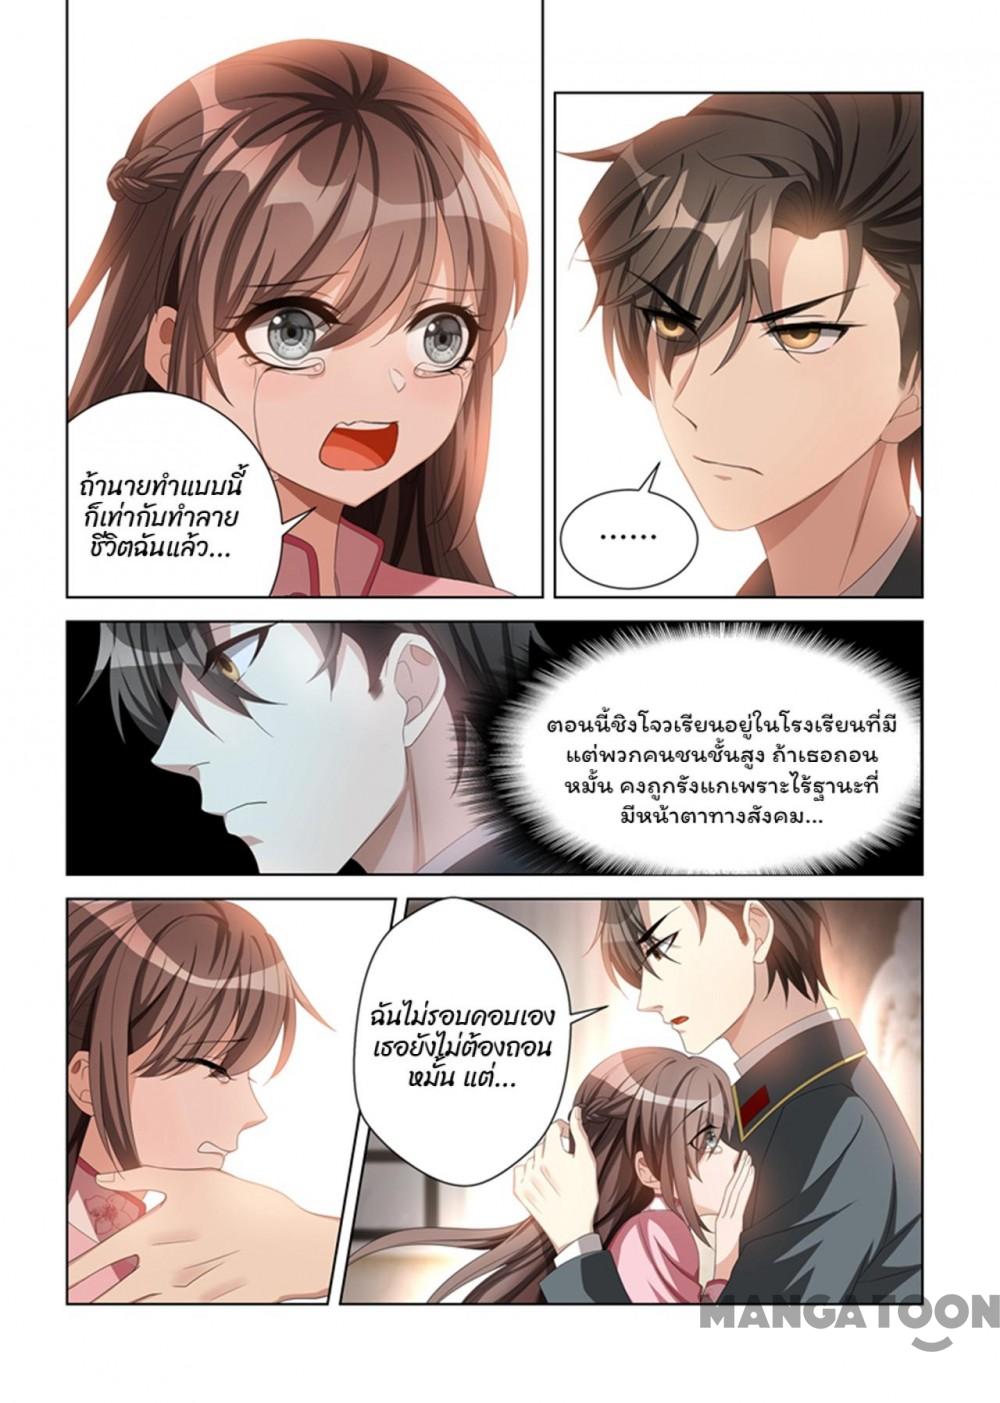 ถ้านายทำแบบนี้
ก็เท่ากับทำลาย
ชีวิตฉันแล้ว...
......
ตอนนี้ชิงโจวเรียนอยู่ในโรงเรียนที่มี
แต่พวกคนชนชั้นสูง ถ้าเธอถอน
หมั้น คงถูกรังแกเพราะไร้ฐานะที่
มีหน้าตาทางสังคม...
ฉันไม่รอบคอบเอง
เธอยังไม่ต้องถอน
หมั้น แต่...
MANGATOON